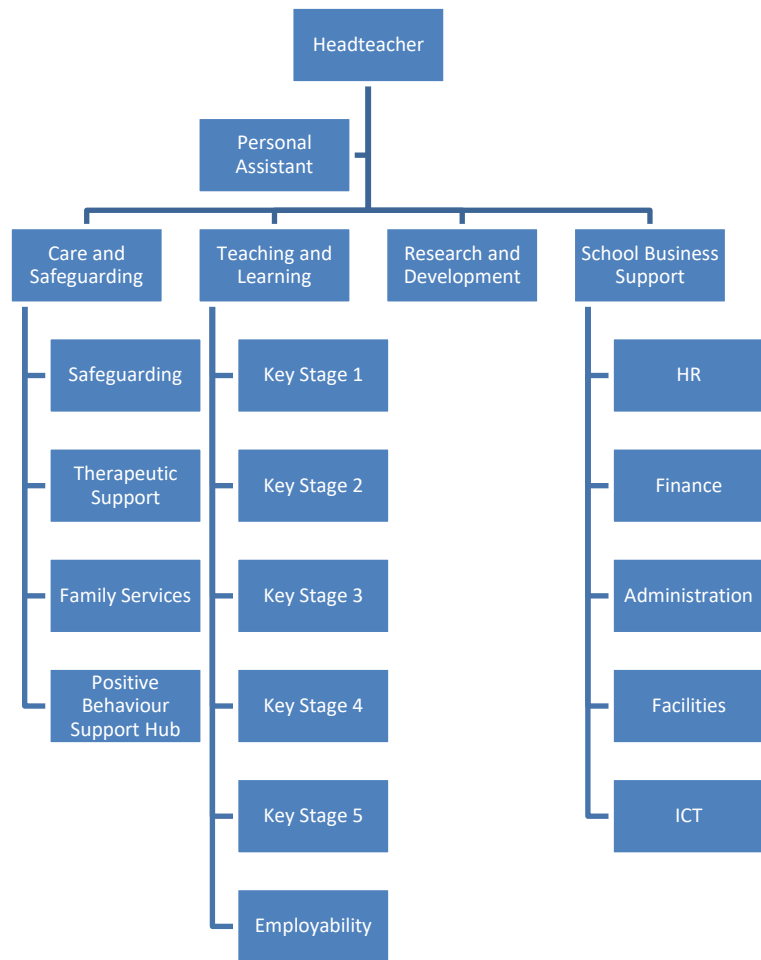 Headteacher
Personal
Assistant
Care and
Safeguarding
Teaching and
Learning
Research and
Development
School Business
Support
Safeguarding
Therapeutic
Support
Family Services
Positive
Behaviour
Support Hub
Key Stage 1
Key Stage 2
Key Stage 3
Key Stage 4
Key Stage 5
Employability
HR
Finance
Administration
Facilities
ICT